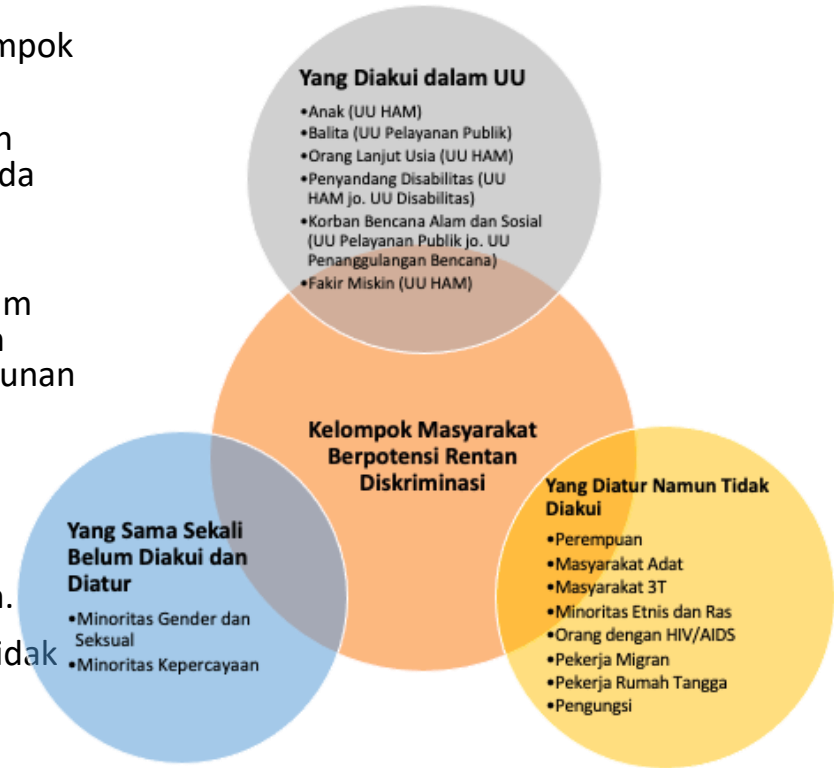 mpok
n
da
m
n
unan
n.
idak
Yang Diakui dalam UU
•Anak (UU HAM)
•Balita (UU Pelayanan Publik)
•Orang Lanjut Usia (UU HAM)
•Penyandang Disabilitas (UU
HAM jo. UU Disabilitas)
•Korban Bencana Alam dan Sosial
(UU Pelayanan Publik jo. UU
Penanggulangan Bencana)
•Fakir Miskin (UU HAM)
Kelompok Masyarakat
Berpotensi Rentan
Diskriminasi
Yang Sama Sekali
Belum Diakui dan
Diatur
•Minoritas Gender dan
Seksual
•Minoritas Kepercayaan
Yang Diatur Namun Tidak
Diakui
•Perempuan
•Masyarakat Adat
•Masyarakat 3T
•Minoritas Etnis dan Ras
•Orang dengan HIV/AIDS
•Pekerja Migran
•Pekerja Rumah Tangga
•Pengungsi